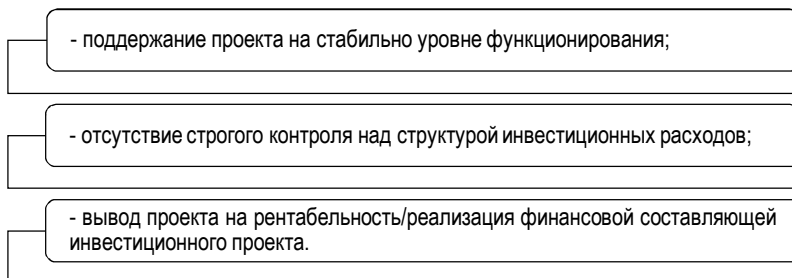 - поддержание проекта на стабильно уровне функционирования;
- отсутствие строгого контроля над структурой инвестиционных расходов;
- вывод проекта на рентабельность/реализация финансовой составляющей
инвестиционного проекта.